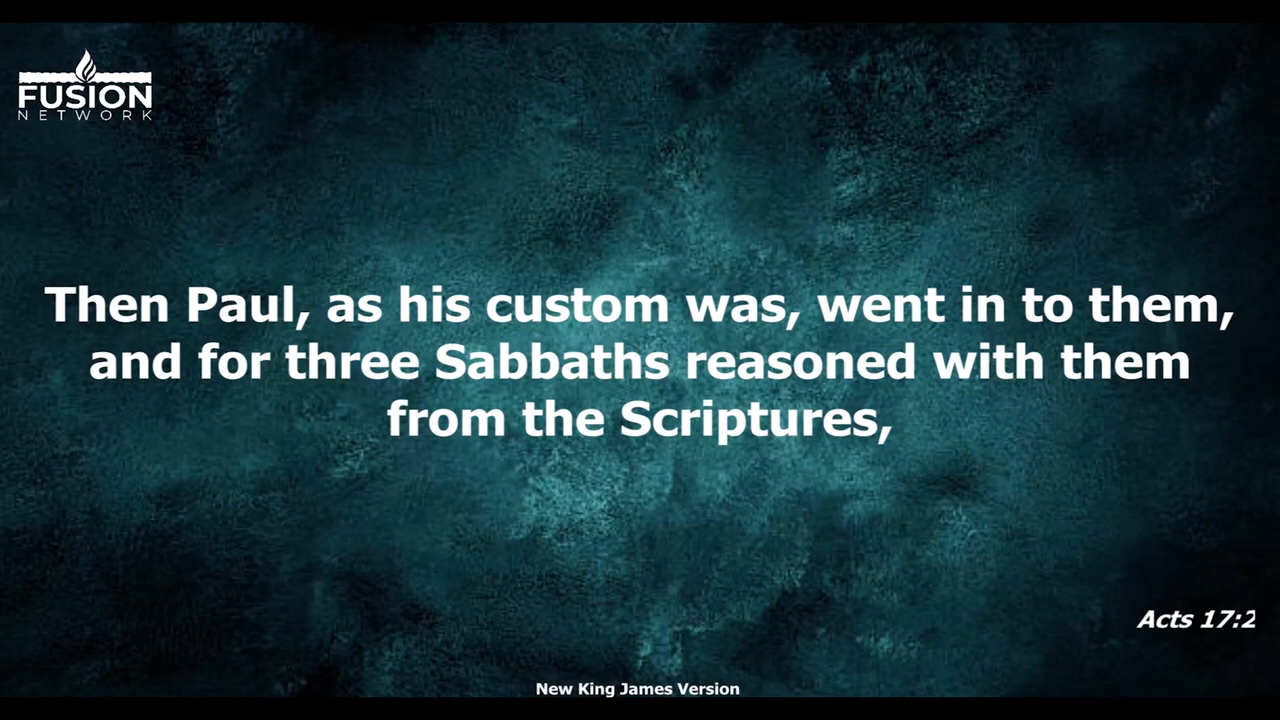 FUSION
NETWORK
Then Paul, as his custom was, went in to them,
and for three Sabbaths reasoned with them
from the Scriptures,
Acts 17:2
New King James Version